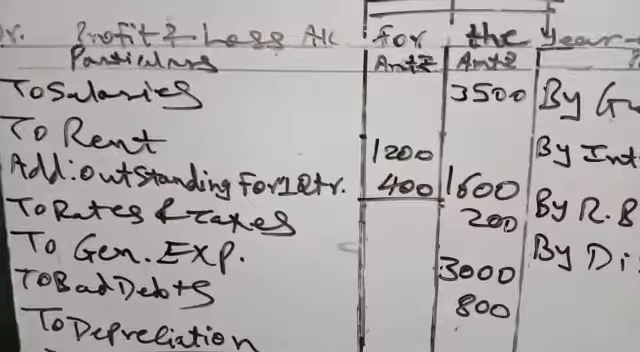 Dr. Profit & Loss A/c for the year
Particulars Amt₹ Amt₹
To Salaries 3500 By
To Rent 1200 By
Add: Outstanding For 1 Qtr. 400 1600 By R.B
To Rates & Taxes 200 By
To Gen. EXP. 3000
To Bad Debts 800
To Depreliation